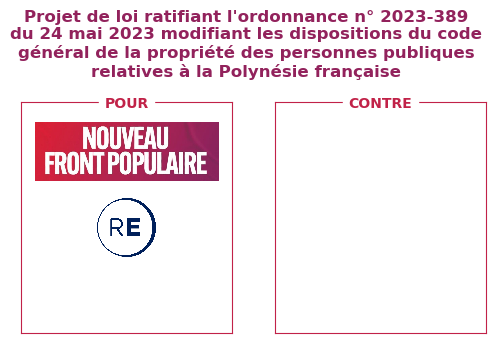 Projet de loi ratifiant l'ordonnance n° 2023-389
du 24 mai 2023 modifiant les dispositions du code
général de la propriété des personnes publiques
relatives à la Polynésie française
POUR
CONTRE
NOUVEAU
FRONT POPULAIRE
RE